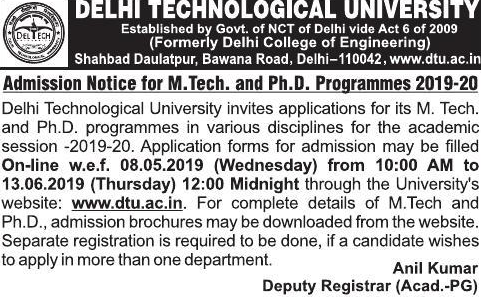 DELHI TECHNOLOGICAL UNIVERSITY
Established by Govt. of NCT of Delhi vide Act 6 of 2009
(Formerly Delhi College of Engineering)
Shahbad Daulatpur, Bawana Road, Delhi–110042, www.dtu.ac.in
DELTECH
Admission Notice for M.Tech. and Ph.D. Programmes 2019-20
Delhi Technological University invites applications for its M. Tech.
and Ph.D. programmes in various disciplines for the academic
session -2019-20. Application forms for admission may be filled
On-line w.e.f. 08.05.2019 (Wednesday) from 10:00 AM to
13.06.2019 (Thursday) 12:00 Midnight through the University's
website: www.dtu.ac.in. For complete details of M.Tech and
Ph.D., admission brochures may be downloaded from the website.
Separate registration is required to be done, if a candidate wishes
to apply in more than one department.
Anil Kumar
Deputy Registrar (Acad.-PG)